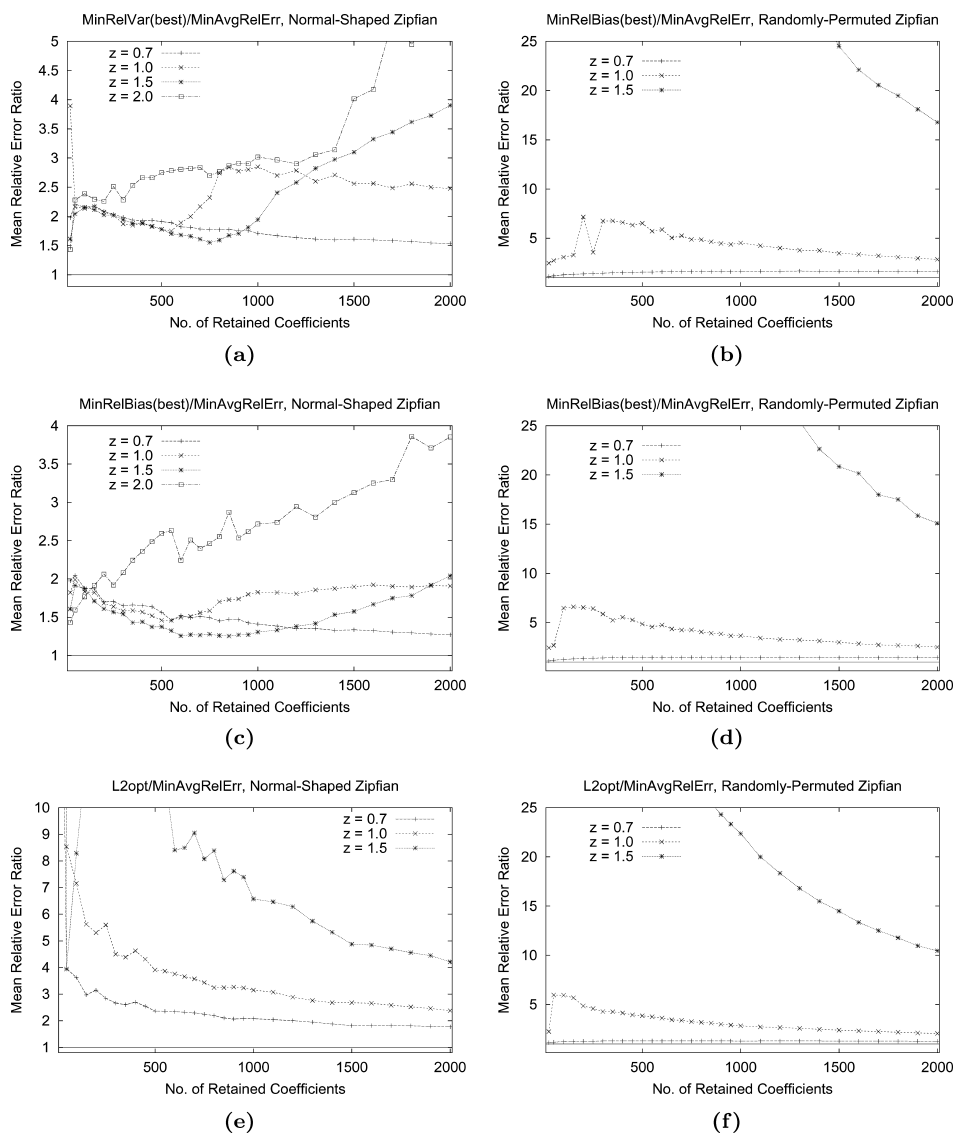 MinRelVar(best)/MinAvgRelErr, Normal-Shaped Zipfian
Mean Relative Error Ratio
5
4.5
4
3.5
3
2.5
2
1.5
1
z = 0.7
z = 1.0
z = 1.5
z = 2.0
500
1000
1500
2000
No. of Retained Coefficients
(a)
MinRelBias(best)/MinAvgRelErr, Randomly-Permuted Zipfian
Mean Relative Error Ratio
25
20
15
10
5
z = 0.7
z = 1.0
z = 1.5
500
1000
1500
2000
No. of Retained Coefficients
(b)
MinRelBias(best)/MinAvgRelErr, Normal-Shaped Zipfian
Mean Relative Error Ratio
4
3.5
3
2.5
2
1.5
1
z = 0.7
z = 1.0
z = 1.5
z = 2.0
500
1000
1500
2000
No. of Retained Coefficients
(c)
MinRelBias(best)/MinAvgRelErr, Randomly-Permuted Zipfian
Mean Relative Error Ratio
25
20
15
10
5
z = 0.7
z = 1.0
z = 1.5
500
1000
1500
2000
No. of Retained Coefficients
(d)
L2opt/MinAvgRelErr, Normal-Shaped Zipfian
Mean Relative Error Ratio
10
9
8
7
6
5
4
3
2
1
z = 0.7
z = 1.0
z = 1.5
500
1000
1500
2000
No. of Retained Coefficients
(e)
L2opt/MinAvgRelErr, Randomly-Permuted Zipfian
Mean Relative Error Ratio
25
20
15
10
5
z = 0.7
z = 1.0
z = 1.5
500
1000
1500
2000
No. of Retained Coefficients
(f)